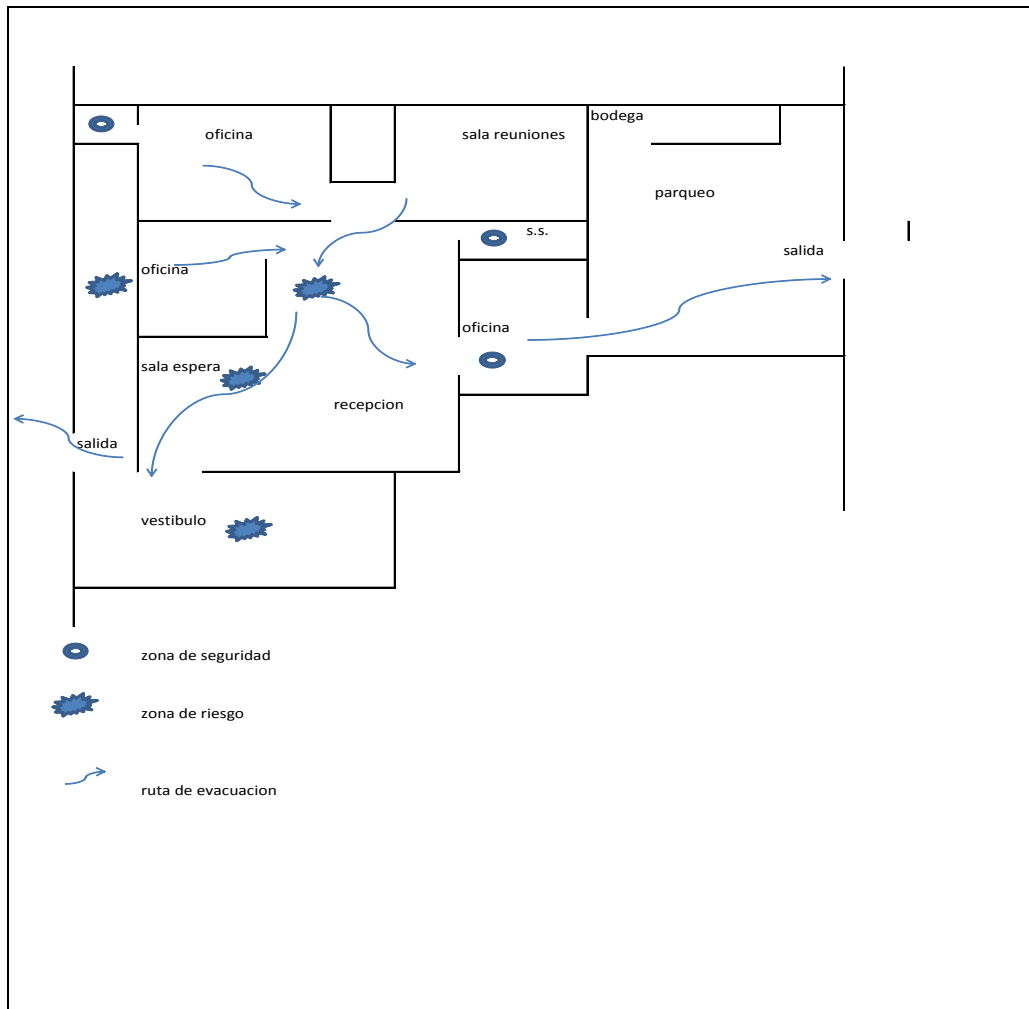 bodega
oficina
sala reuniones
parqueo
s.s.
salida
oficina
oficina
sala espera
recepcion
salida
vestibulo
zona de seguridad
zona de riesgo
ruta de evacuacion